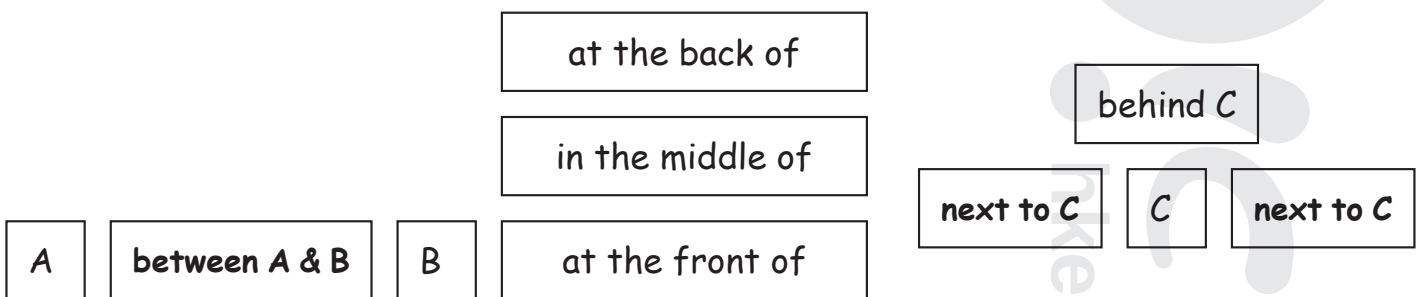 at the back of
behind C
in the middle of
next to C C next to C
A between A & B B at the front of